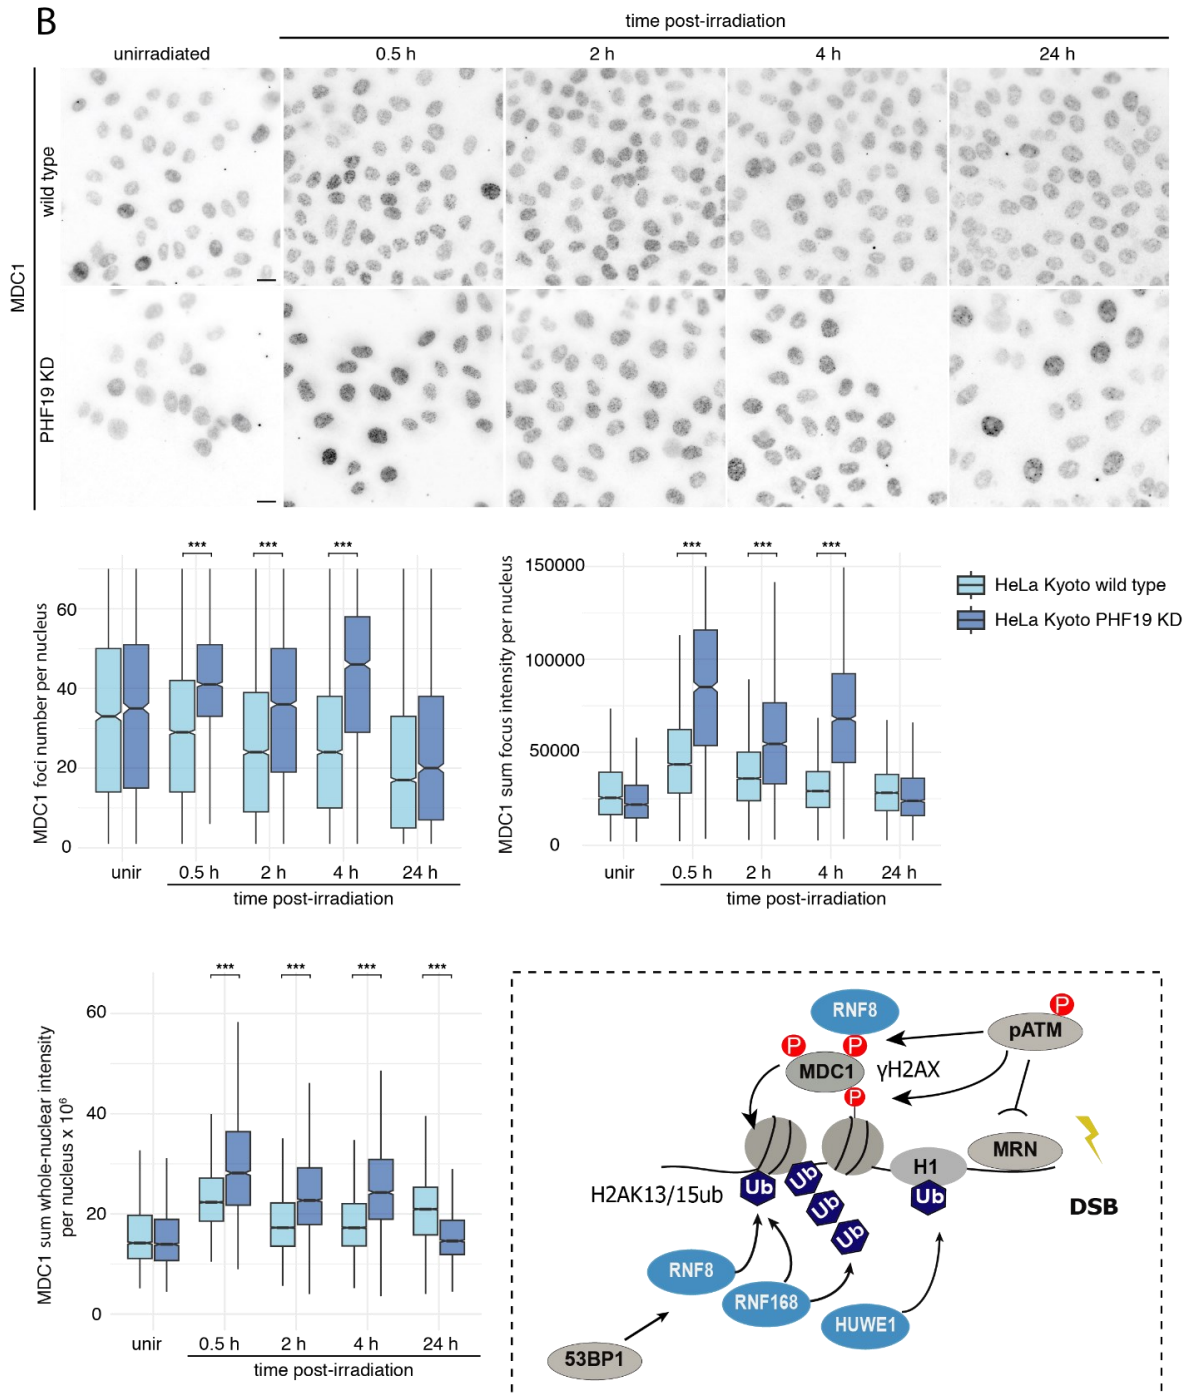 B
time post-irradiation
unirradiated
0.5 h
2 h
4 h
24 h
MDC1
wild type
PHF19 KD
MDC1 foci number per nucleus
60
40
20
0
***
***
***
unir
0.5 h
2 h
4 h
24 h
time post-irradiation
MDC1 sum focus intensity per nucleus
150000
100000
50000
0
***
***
***
unir
0.5 h
2 h
4 h
24 h
time post-irradiation
HeLa Kyoto wild type
HeLa Kyoto PHF19 KD
MDC1 sum whole-nuclear intensity
per nucleus x 10⁶
60
40
20
0
***
***
***
***
unir
0.5 h
2 h
4 h
24 h
time post-irradiation
RNF8
P
pATM
P
P
MDC1
γH2AX
P
MRN
H1
Ub
DSB
H2AK13/15ub
Ub
Ub
Ub
Ub
RNF8
RNF168
HUWE1
53BP1